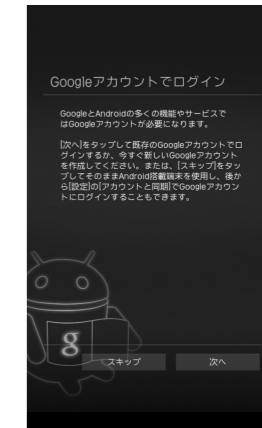 Googleアカウントでログイン
GoogleとAndroidの多くの機能やサービスで
はGoogleアカウントが必要になります。
[次へ]をタップして既存のGoogleアカウントでロ
グインするか、今すぐ新しいGoogleアカウント
を作成してください。または、[スキップ]をタッ
プしてそのままAndroid搭載端末を使用し、後か
ら[設定]の[アカウントと同期]でGoogleアカウン
トにログインすることもできます。
g
スキップ
次へ